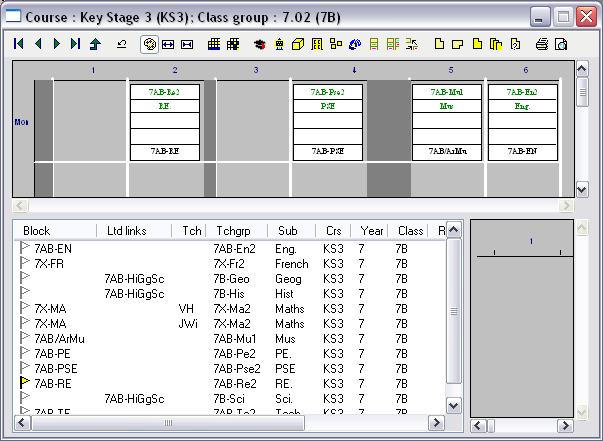 Course : Key Stage 3 (KS3); Class group : 7.02 (7B)
1 2 3 4 5 6
7AB-Re2 7AB-Pse2 7AB-Mu1 7AB-En2
Mon RE. PSE Mus Eng.
7AB-RE 7AB-PSE 7AB/ArMu 7AB-EN
Block Ltd links Tch Tchgrp Sub Crs Year Class R
7AB-EN 7AB-En2 Eng. KS3 7 7B
7X-FR 7X-Fr2 French KS3 7 7B
7AB-HiGgSc 7B-Geo Geog KS3 7 7B
7AB-HiGgSc 7B-His Hist KS3 7 7B
7X-MA VH 7X-Ma2 Maths KS3 7 7B
7X-MA JWi 7X-Ma2 Maths KS3 7 7B
7AB/ArMu 7AB-Mu1 Mus KS3 7 7B
7AB-PE 7AB-Pe2 PE. KS3 7 7B
7AB-PSE 7AB-Pse2 PSE KS3 7 7B
7AB-RE 7AB-Re2 RE. KS3 7 7B
7AB-HiGgSc 7B-Sci Sci. KS3 7 7B
7AB-TE 7AB-Te2 Tech KS3 7 7B
1